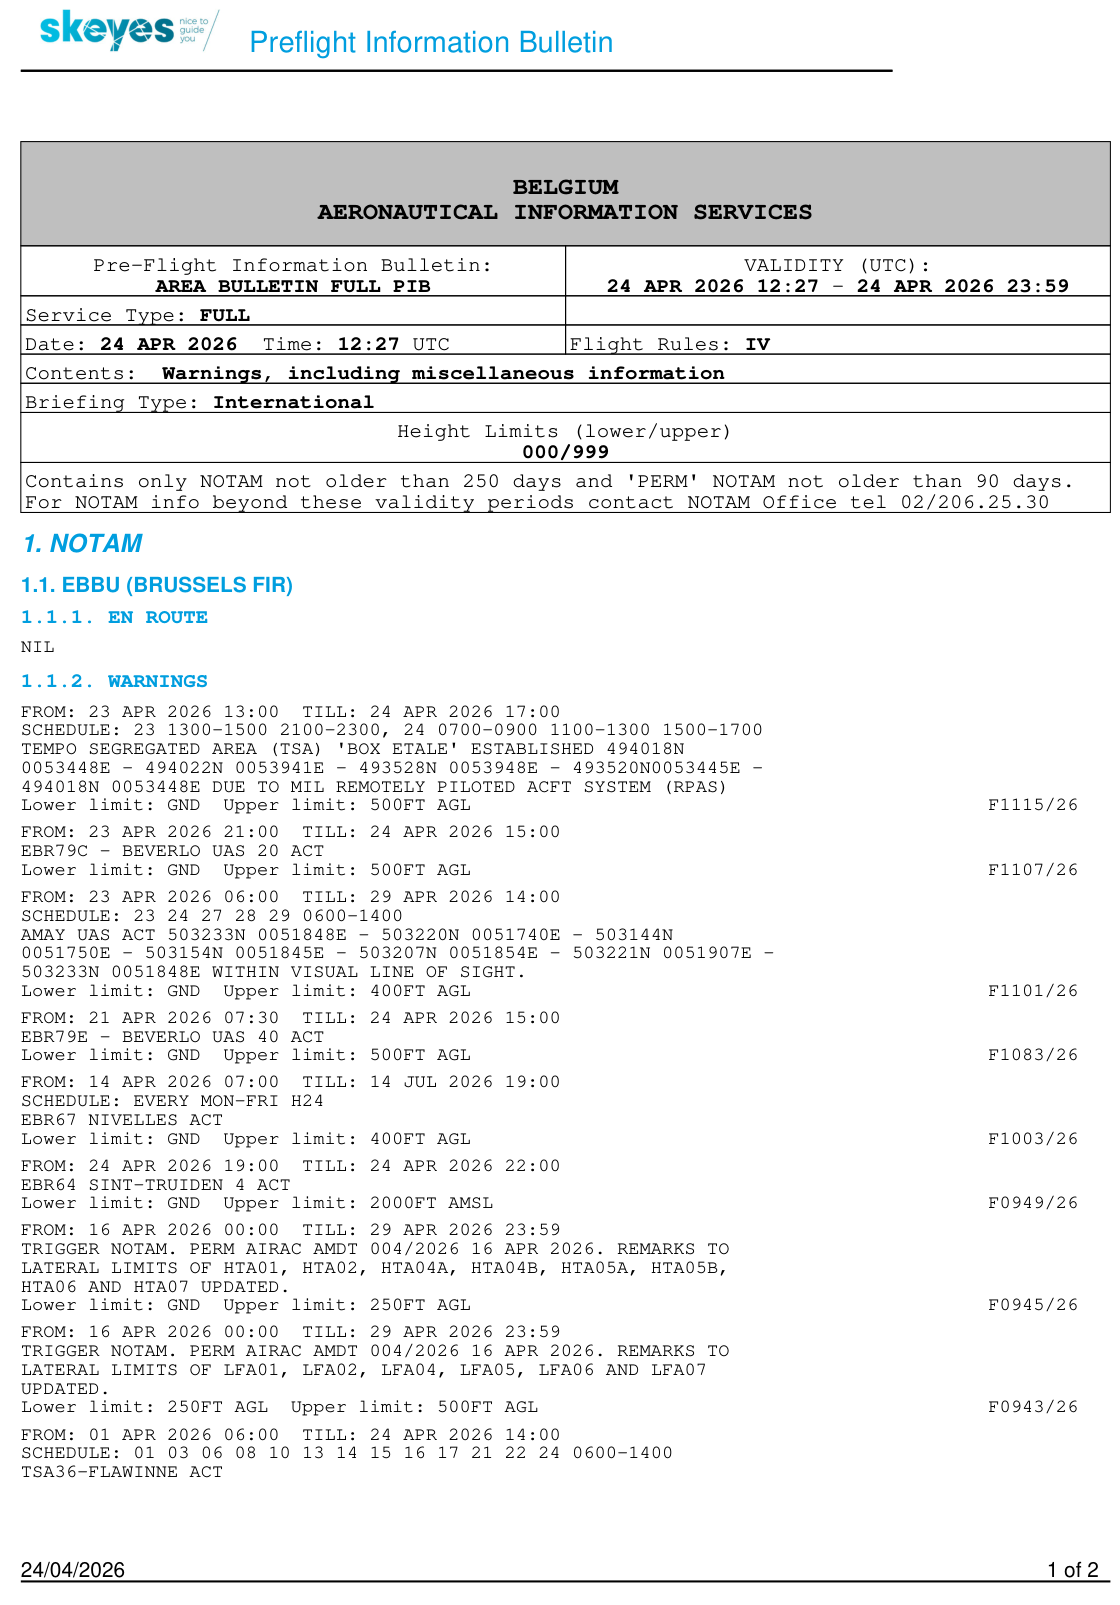 skeyes nice to
guide
you
Preflight Information Bulletin
BELGIUM
AERONAUTICAL INFORMATION SERVICES
Pre-Flight Information Bulletin:
AREA BULLETIN FULL PIB
VALIDITY (UTC):
24 APR 2026 12:27 - 24 APR 2026 23:59
Service Type: FULL
Date: 24 APR 2026 Time: 12:27 UTC
Flight Rules: IV
Contents: Warnings, including miscellaneous information
Briefing Type: International
Height Limits (lower/upper)
000/999
Contains only NOTAM not older than 250 days and 'PERM' NOTAM not older than 90 days.
For NOTAM info beyond these validity periods contact NOTAM Office tel 02/206.25.30
1. NOTAM
1.1. EBBU (BRUSSELS FIR)
1.1.1. EN ROUTE
NIL
1.1.2. WARNINGS
FROM: 23 APR 2026 13:00 TILL: 24 APR 2026 17:00
SCHEDULE: 23 1300-1500 2100-2300, 24 0700-0900 1100-1300 1500-1700
TEMPO SEGREGATED AREA (TSA) 'BOX ETALE' ESTABLISHED 494018N
0053448E - 494022N 0053941E - 493528N 0053948E - 493520N0053445E -
494018N 0053448E DUE TO MIL REMOTELY PILOTED ACFT SYSTEM (RPAS)
Lower limit: GND Upper limit: 500FT AGL F1115/26
FROM: 23 APR 2026 21:00 TILL: 24 APR 2026 15:00
EBR79C - BEVERLO UAS 20 ACT
Lower limit: GND Upper limit: 500FT AGL F1107/26
FROM: 23 APR 2026 06:00 TILL: 29 APR 2026 14:00
SCHEDULE: 23 24 27 28 29 0600-1400
AMAY UAS ACT 503233N 0051848E - 503220N 0051740E - 503144N
0051750E - 503154N 0051845E - 503207N 0051854E - 503221N 0051907E -
503233N 0051848E WITHIN VISUAL LINE OF SIGHT.
Lower limit: GND Upper limit: 400FT AGL F1101/26
FROM: 21 APR 2026 07:30 TILL: 24 APR 2026 15:00
EBR79E - BEVERLO UAS 40 ACT
Lower limit: GND Upper limit: 500FT AGL F1083/26
FROM: 14 APR 2026 07:00 TILL: 14 JUL 2026 19:00
SCHEDULE: EVERY MON-FRI H24
EBR67 NIVELLES ACT
Lower limit: GND Upper limit: 400FT AGL F1003/26
FROM: 24 APR 2026 19:00 TILL: 24 APR 2026 22:00
EBR64 SINT-TRUIDEN 4 ACT
Lower limit: GND Upper limit: 2000FT AMSL F0949/26
FROM: 16 APR 2026 00:00 TILL: 29 APR 2026 23:59
TRIGGER NOTAM. PERM AIRAC AMDT 004/2026 16 APR 2026. REMARKS TO
LATERAL LIMITS OF HTA01, HTA02, HTA04A, HTA04B, HTA05A, HTA05B,
HTA06 AND HTA07 UPDATED.
Lower limit: GND Upper limit: 250FT AGL F0945/26
FROM: 16 APR 2026 00:00 TILL: 29 APR 2026 23:59
TRIGGER NOTAM. PERM AIRAC AMDT 004/2026 16 APR 2026. REMARKS TO
LATERAL LIMITS OF LFA01, LFA02, LFA04, LFA05, LFA06 AND LFA07
UPDATED.
Lower limit: 250FT AGL Upper limit: 500FT AGL F0943/26
FROM: 01 APR 2026 06:00 TILL: 24 APR 2026 14:00
SCHEDULE: 01 03 06 08 10 13 14 15 16 17 21 22 24 0600-1400
TSA36-FLAWINNE ACT
24/04/2026 1 of 2